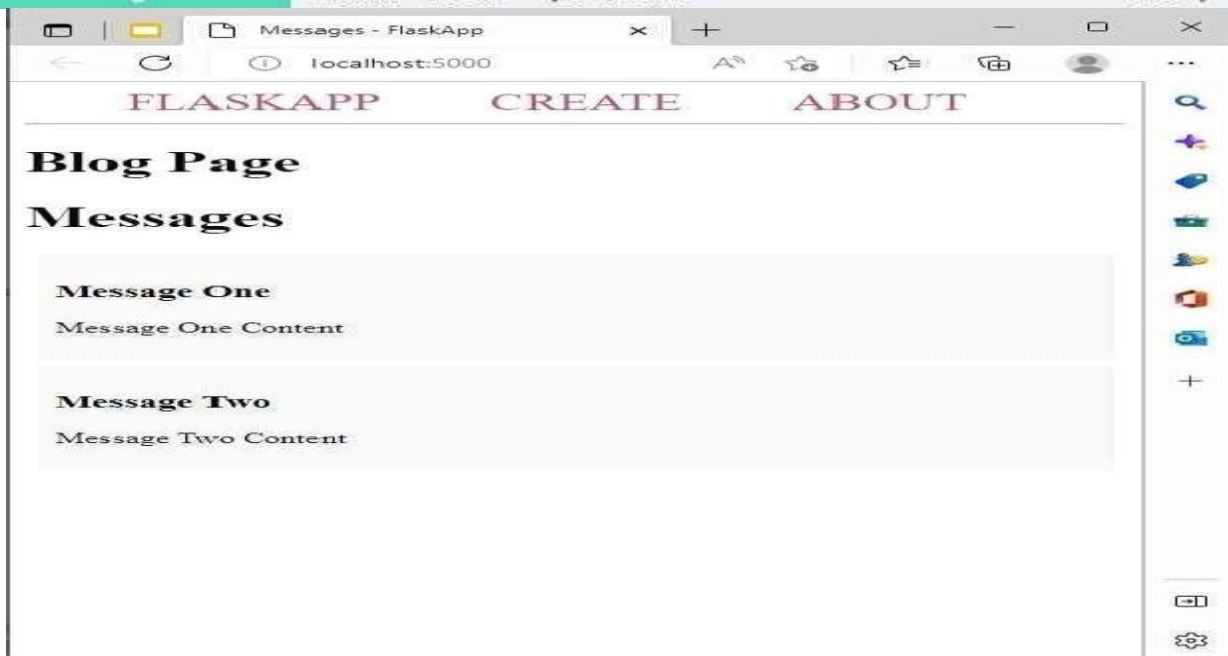 Messages - FlaskApp
localhost:5000
FLASKAPP CREATE ABOUT
Blog Page
Messages
Message One
Message One Content
Message Two
Message Two Content